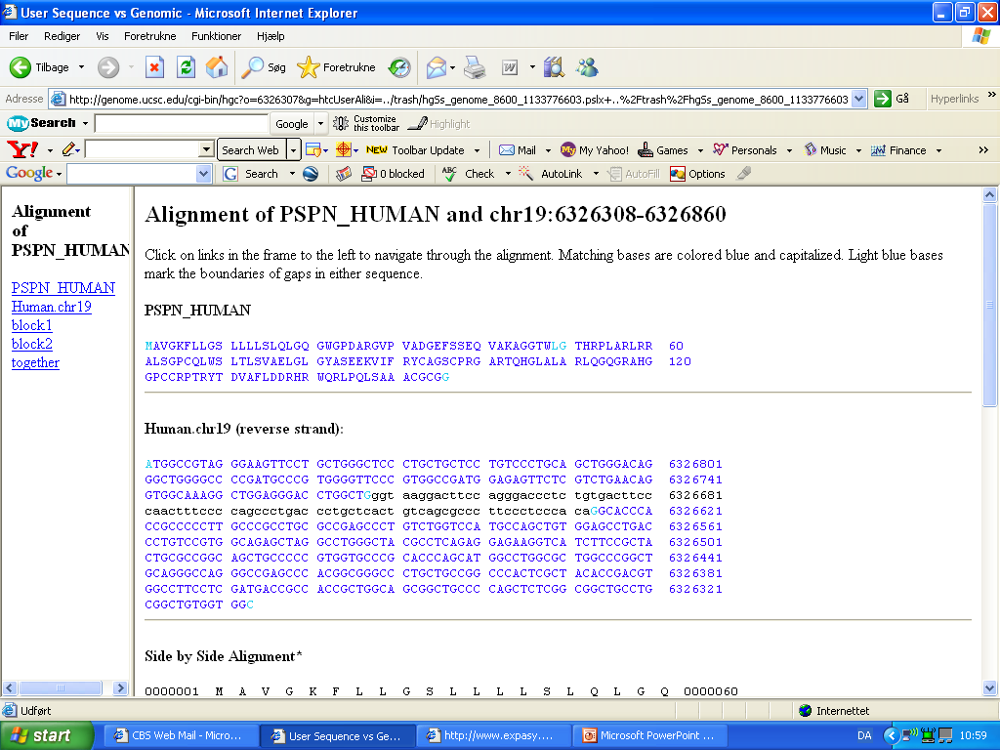 User Sequence vs Genomic - Microsoft Internet Explorer
Filer Rediger Vis Foretrukne Funktioner Hjælp
Tilbage Søg Foretrukne
Adresse http://genome.ucsc.edu/cgi-bin/hgc?o=6326307&g=htcUserAli&i=../trash/hgSs_genome_8600_1133776603.pslx+..%2Ftrash%2FhgSs_genome_8600_1133776603 Gå Hyperlinks »
My Search Google Customize this toolbar Highlight
Y! Search Web NEW Toolbar Update Mail My Yahoo! Games Personals Music Finance »
Google G Search 0 blocked Check AutoLink AutoFill Options
Alignment
of
PSPN_HUMAN
PSPN_HUMAN
Human.chr19
block1
block2
together
Alignment of PSPN_HUMAN and chr19:6326308-6326860
Click on links in the frame to the left to navigate through the alignment. Matching bases are colored blue and capitalized. Light blue bases
mark the boundaries of gaps in either sequence.
PSPN_HUMAN
MAVGKFLLGS LLLLSLQLGQ GWGPDARGVP VADGEFSSEQ VAKAGGTWLG THRPLARLRR 60
ALSGPCQLWS LTLSVAELGL GYASEEKVIF RYCAGSCPRG ARTQHGLALA RLQGQGRAHG 120
GPCCRPTRYT DVAFLDDRHR WQRLPQLSAA ACGCGG
Human.chr19 (reverse strand):
ATGGCCGTAG GGAAGTTCCT GCTGGGCTCC CTGCTGCTCC TGTCCCTGCA GCTGGGACAG 6326801
GGCTGGGGCC CCGATGCCCG TGGGGTTCCC GTGGCCGATG GAGAGTTCTC GTCTGAACAG 6326741
GTGGCAAAGG CTGGAGGGAC CTGGCTGggt aaggacttcc agggaccctc tgtgacttcc 6326681
caactttccc cagccctgac cctgctcact gtcagcgccc ttccctccca caGGCACCCA 6326621
CCGCCCCCTT GCCCGCCTGC GCCGAGCCCT GTCTGGTCCA TGCCAGCTGT GGAGCCTGAC 6326561
CCTGTCCGTG GCAGAGCTAG GCCTGGGCTA CGCCTCAGAG GAGAAGGTCA TCTTCCGCTA 6326501
CTGCGCCGGC AGCTGCCCCC GTGGTGCCCG CACCCAGCAT GGCCTGGCGC TGGCCCGGCT 6326441
GCAGGGCCAG GGCCGAGCCC ACGGCGGGCC CTGCTGCCGG CCCACTCGCT ACACCGACGT 6326381
GGCCTTCCTC GATGACCGCC ACCGCTGGCA GCGGCTGCCC CAGCTCTCGG CGGCTGCCTG 6326321
CGGCTGTGGT GGC
Side by Side Alignment*
0000001 M A V G K F L L G S L L L L S L Q L G Q 0000060
Udført Internettet
start CBS Web Mail - Micro... User Sequence vs Ge... http://www.expasy.... Microsoft PowerPoint ... DA 10:59